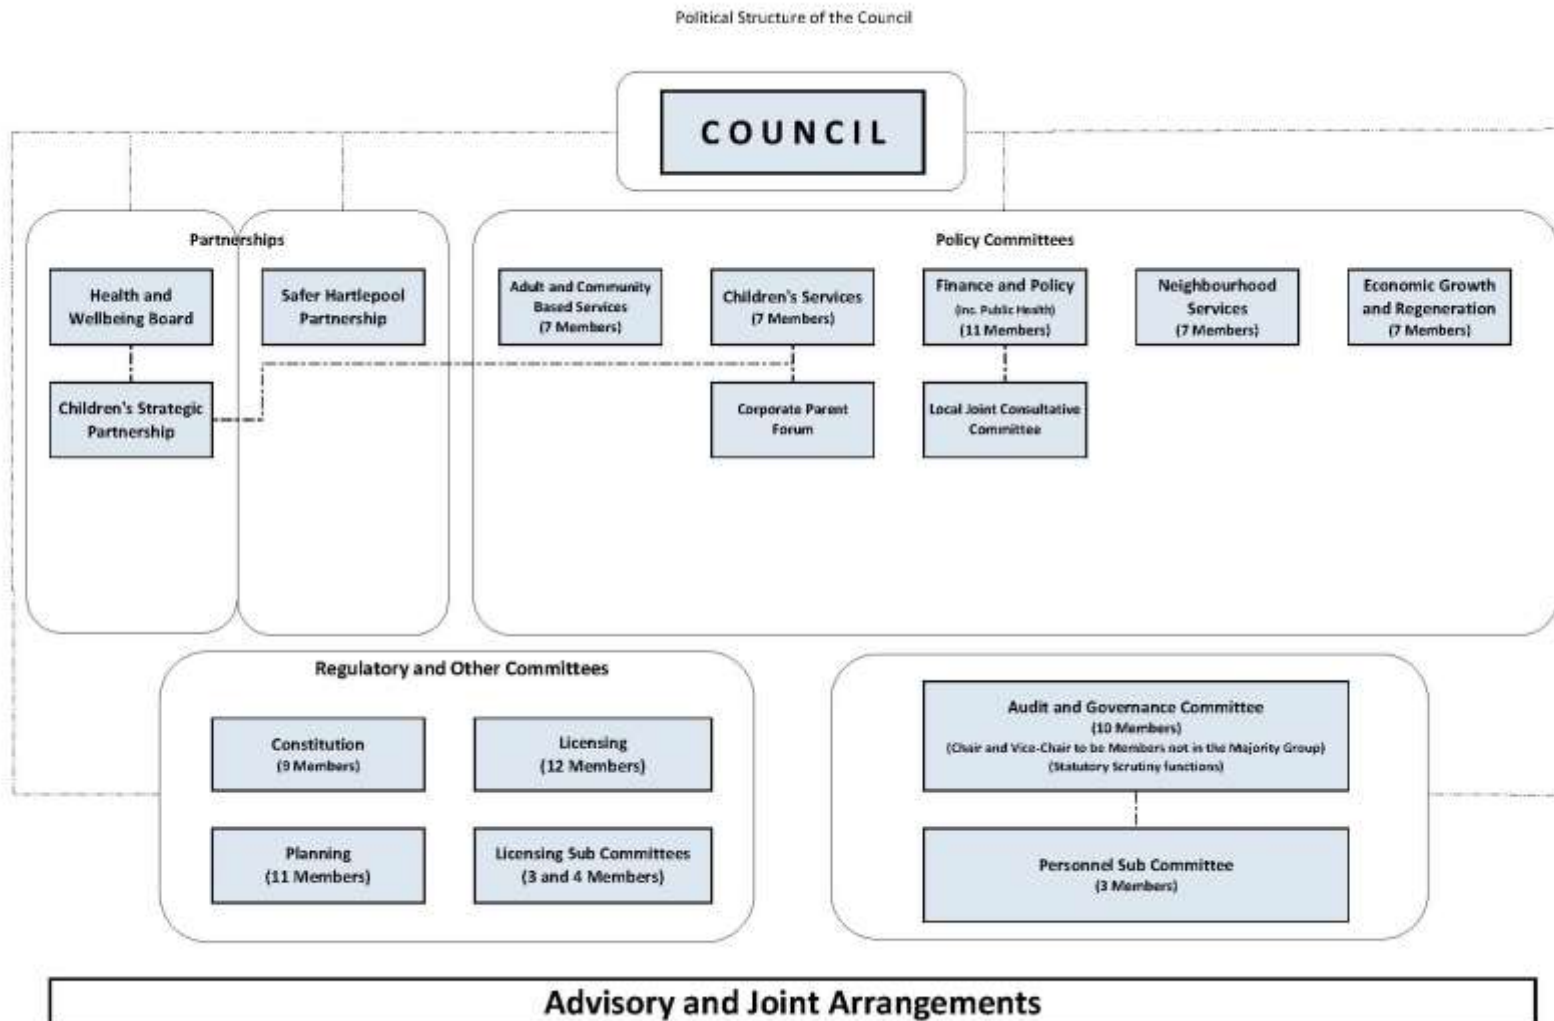 Political Structure of the Council
COUNCIL
Partnerships
Health and
Wellbeing Board
Safer Hartlepool
Partnership
Children's Strategic
Partnership
Policy Committees
Adult and Community
Based Services
(7 Members)
Children's Services
(7 Members)
Finance and Policy
(inc. Public Health)
(11 Members)
Neighbourhood
Services
(7 Members)
Economic Growth
and Regeneration
(7 Members)
Corporate Parent
Forum
Local Joint Consultative
Committee
Regulatory and Other Committees
Constitution
(9 Members)
Licensing
(12 Members)
Planning
(11 Members)
Licensing Sub Committees
(3 and 4 Members)
Audit and Governance Committee
(10 Members)
(Chair and Vice-Chair to be Members not in the Majority Group)
(Statutory Scrutiny functions)
Personnel Sub Committee
(3 Members)
Advisory and Joint Arrangements